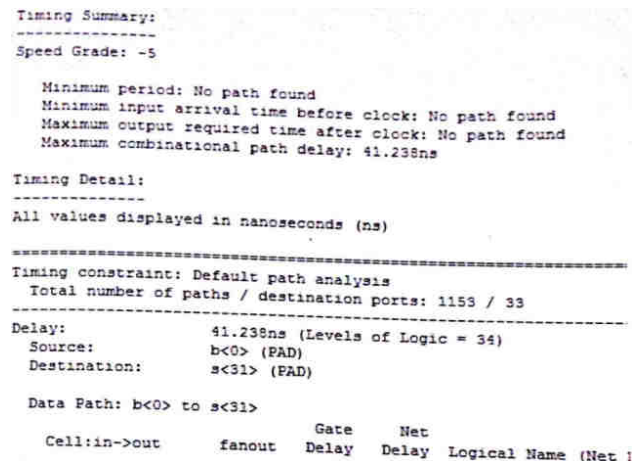 Timing Summary:
---------------
Speed Grade: -5
Minimum period: No path found
Minimum input arrival time before clock: No path found
Maximum output required time after clock: No path found
Maximum combinational path delay: 41.238ns
Timing Detail:
--------------
All values displayed in nanoseconds (ns)
=========================================================================
Timing constraint: Default path analysis
Total number of paths / destination ports: 1153 / 33
-------------------------------------------------------------------------
Delay: 41.238ns (Levels of Logic = 34)
Source: b<0> (PAD)
Destination: s<31> (PAD)
Data Path: b<0> to s<31>
Gate Net
Cell:in->out fanout Delay Delay Logical Name (Net